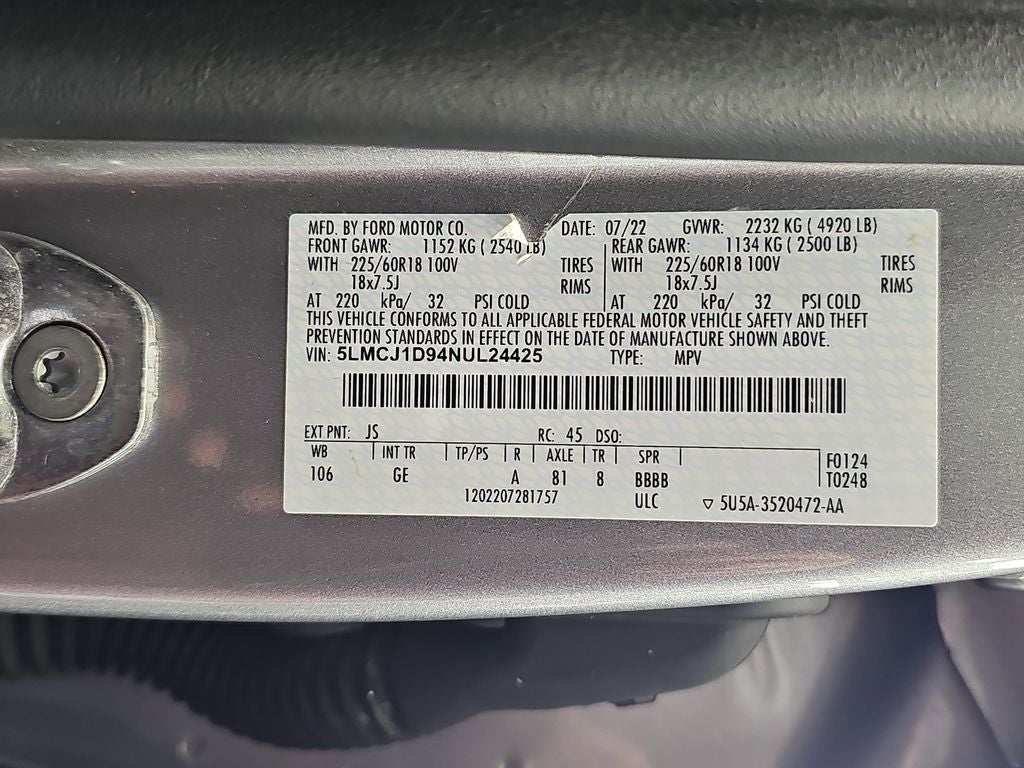 MFD. BY FORD MOTOR CO. DATE: 07/22 GVWR: 2232 KG ( 4920 LB)
FRONT GAWR: 1152 KG ( 2540 LB) REAR GAWR: 1134 KG ( 2500 LB)
WITH 225/60R18 100V TIRES WITH 225/60R18 100V TIRES
18x7.5J RIMS 18x7.5J RIMS
AT 220 kPa/ 32 PSI COLD AT 220 kPa/ 32 PSI COLD
THIS VEHICLE CONFORMS TO ALL APPLICABLE FEDERAL MOTOR VEHICLE SAFETY AND THEFT
PREVENTION STANDARDS IN EFFECT ON THE DATE OF MANUFACTURE SHOWN ABOVE.
VIN: 5LMCJ1D94NUL24425 TYPE: MPV
EXT PNT: JS RC: 45 DSO:
WB INT TR TP/PS R AXLE TR SPR F0124
106 GE A 81 8 BBBB T0248
1202207281757 ULC ▽ 5U5A-3520472-AA